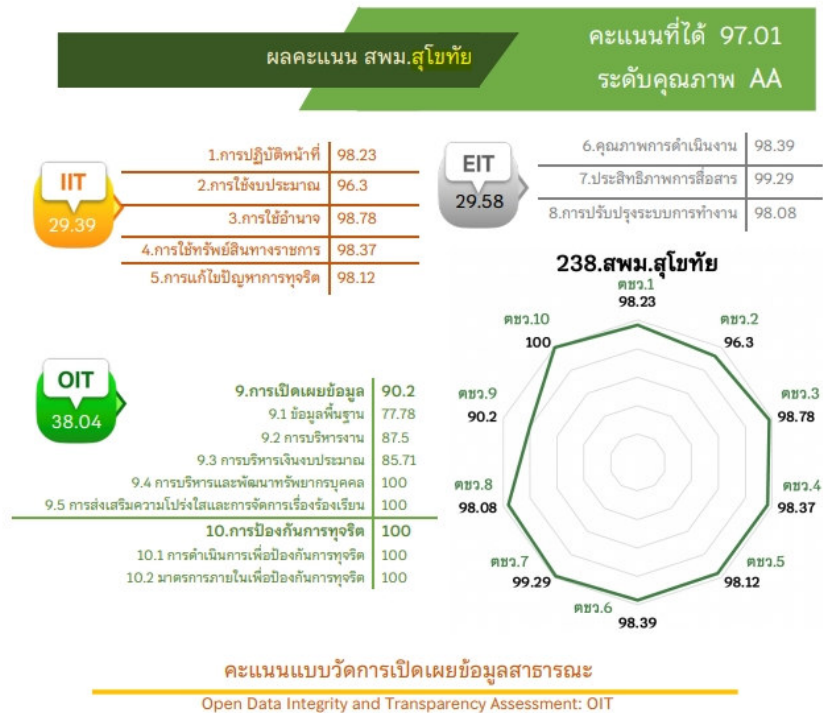 ผลคะแนน สพม.สุโขทัย
คะแนนที่ได้ 97.01
ระดับคุณภาพ AA
IIT
29.39
1.การปฏิบัติหน้าที่ 98.23
2.การใช้งบประมาณ 96.3
3.การใช้อำนาจ 98.78
4.การใช้ทรัพย์สินทางราชการ 98.37
5.การแก้ไขปัญหาการทุจริต 98.12
EIT
29.58
6.คุณภาพการดำเนินงาน 98.39
7.ประสิทธิภาพการสื่อสาร 99.29
8.การปรับปรุงระบบการทำงาน 98.08
OIT
38.04
9.การเปิดเผยข้อมูล 90.2
9.1 ข้อมูลพื้นฐาน 77.78
9.2 การบริหารงาน 87.5
9.3 การบริหารเงินงบประมาณ 85.71
9.4 การบริหารและพัฒนาทรัพยากรบุคคล 100
9.5 การส่งเสริมความโปร่งใสและการจัดการเรื่องร้องเรียน 100
10.การป้องกันการทุจริต 100
10.1 การดำเนินการเพื่อป้องกันการทุจริต 100
10.2 มาตรการภายในเพื่อป้องกันการทุจริต 100
238.สพม.สุโขทัย
ตชว.1
98.23
ตชว.2
96.3
ตชว.3
98.78
ตชว.4
98.37
ตชว.5
98.12
ตชว.6
98.39
ตชว.7
99.29
ตชว.8
98.08
ตชว.9
90.2
ตชว.10
100
คะแนนแบบวัดการเปิดเผยข้อมูลสาธารณะ
Open Data Integrity and Transparency Assessment: OIT